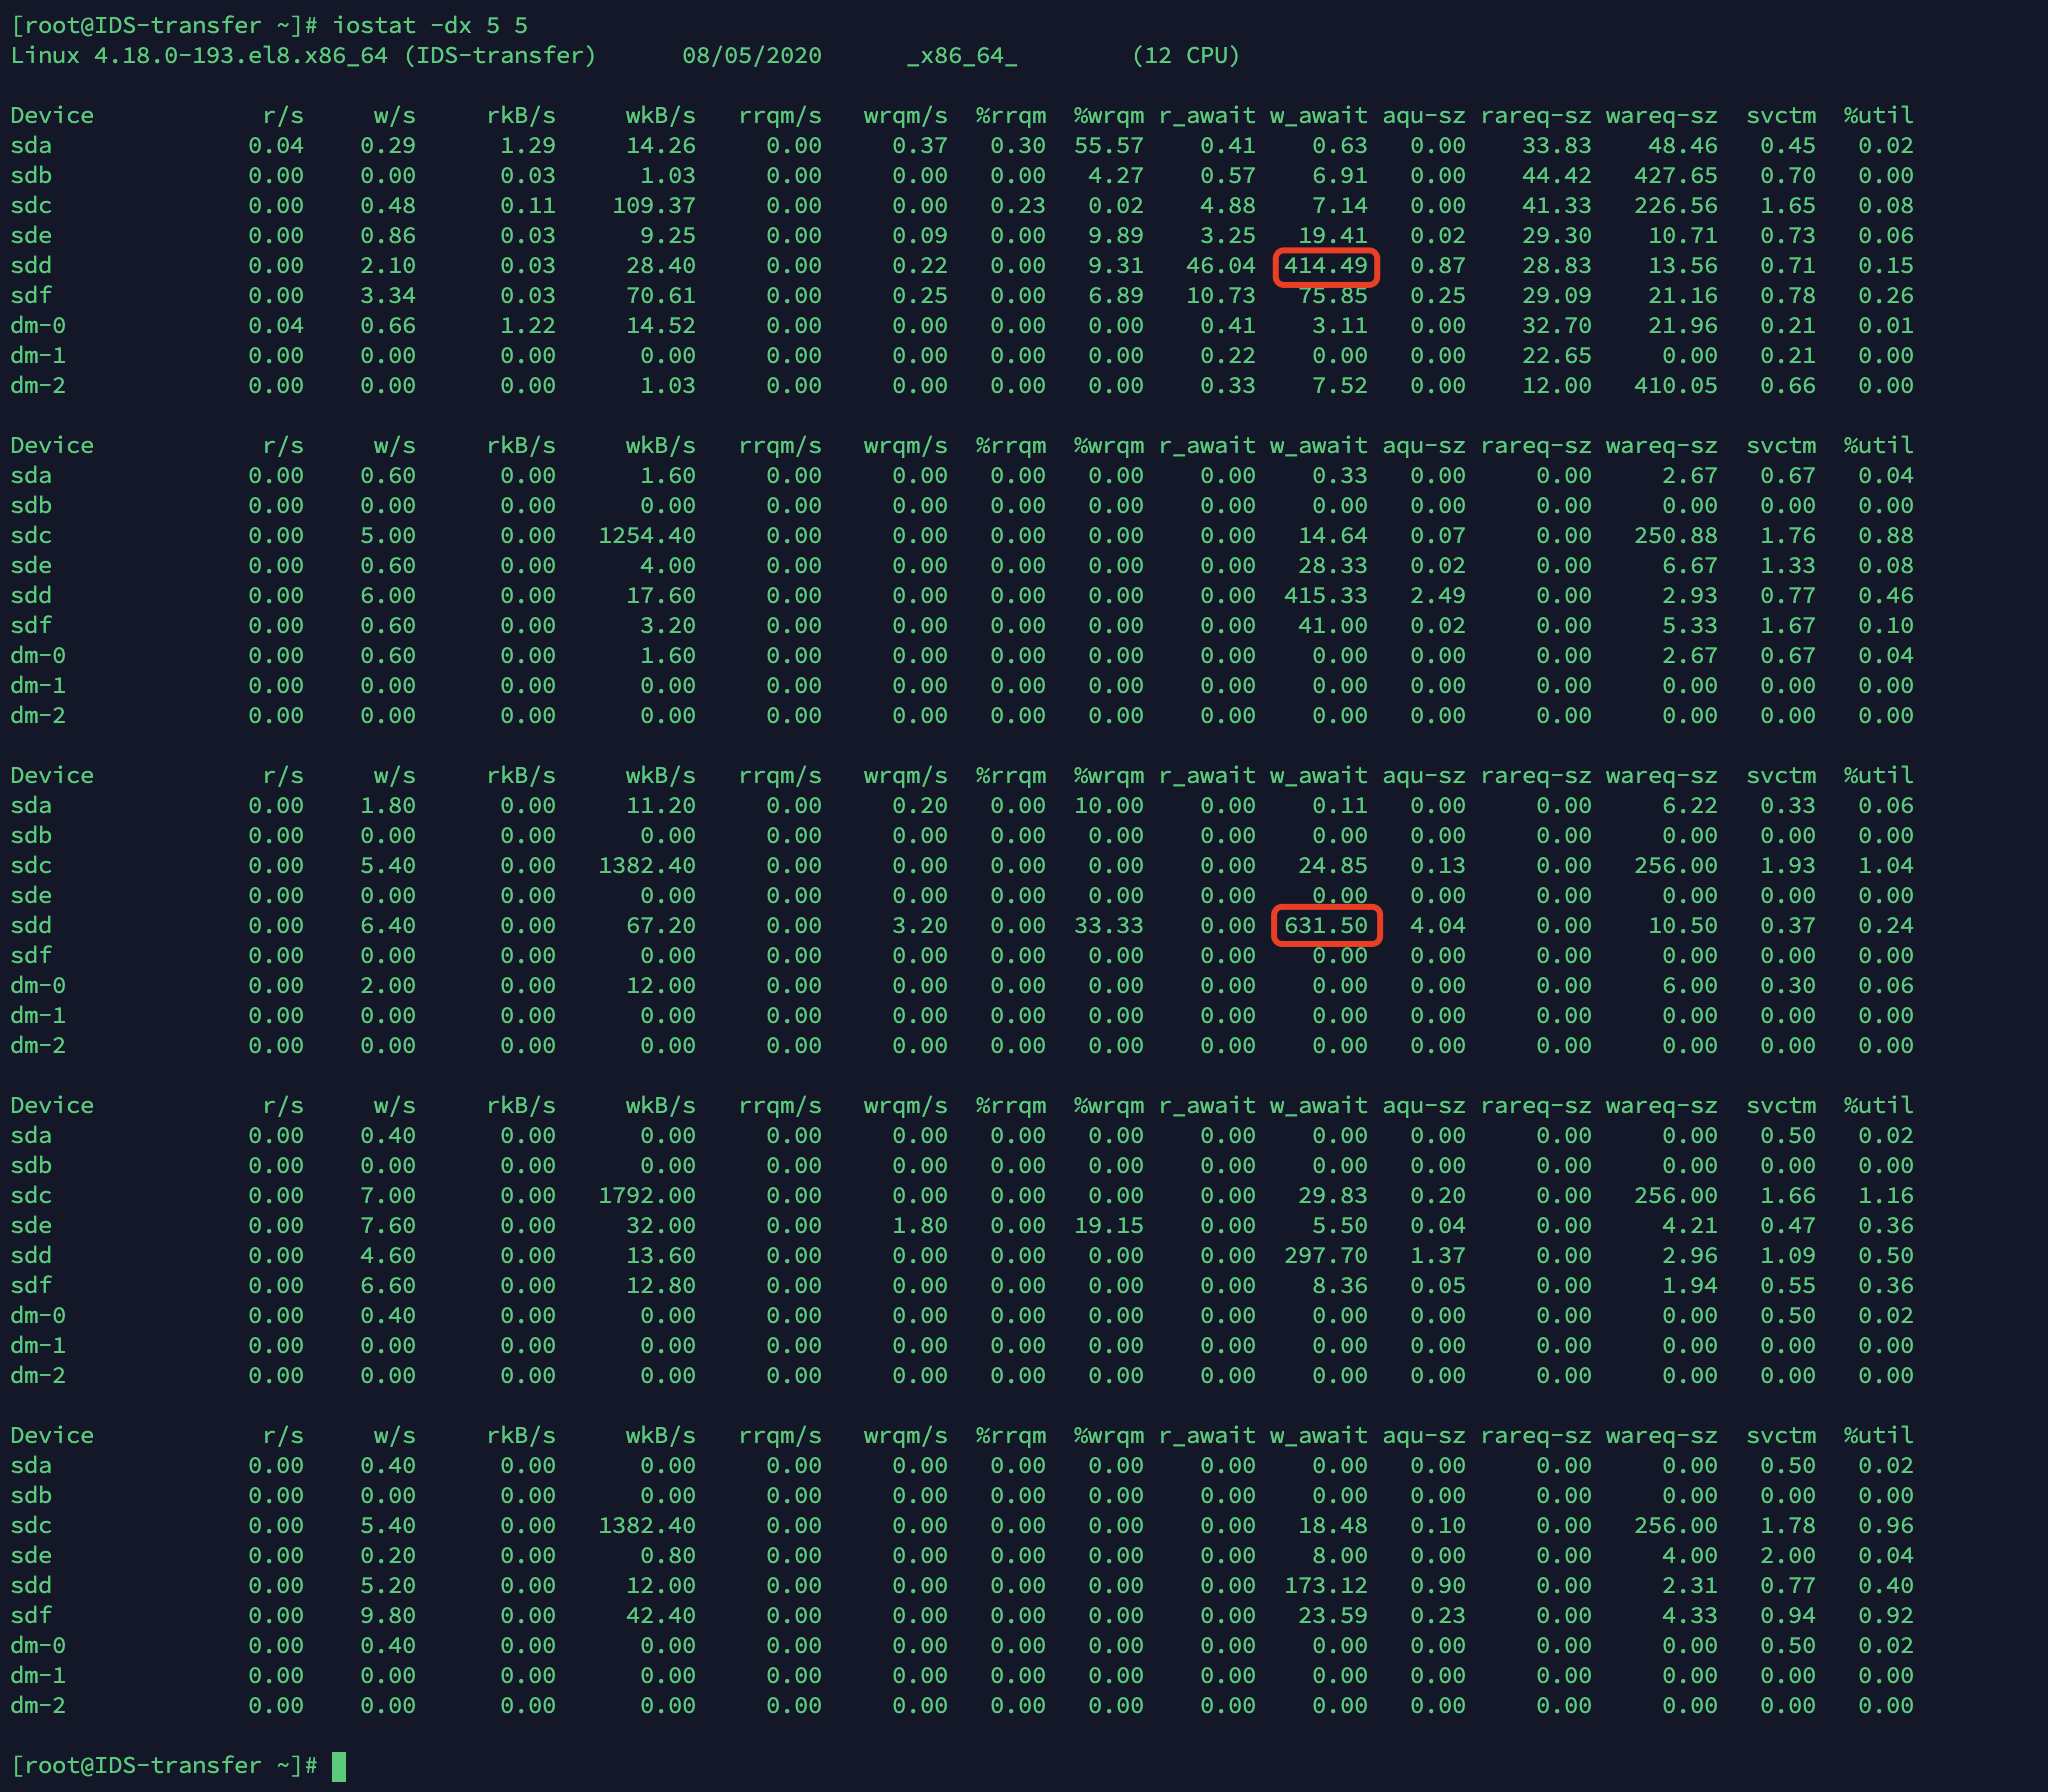 [root@IDS-transfer ~]# iostat -dx 5 5
Linux 4.18.0-193.el8.x86_64 (IDS-transfer) 08/05/2020 _x86_64_ (12 CPU)
Device r/s w/s rkB/s wkB/s rrqm/s wrqm/s %rrqm %wrqm r_await w_await aqu-sz rareq-sz wareq-sz svctm %util
sda 0.04 0.29 1.29 14.26 0.00 0.37 0.30 55.57 0.41 0.63 0.00 33.83 48.46 0.45 0.02
sdb 0.00 0.00 0.03 1.03 0.00 0.00 0.00 4.27 0.57 6.91 0.00 44.42 427.65 0.70 0.00
sdc 0.00 0.48 0.11 109.37 0.00 0.00 0.23 0.02 4.88 7.14 0.00 41.33 226.56 1.65 0.08
sde 0.00 0.86 0.03 9.25 0.00 0.09 0.00 9.89 3.25 19.41 0.02 29.30 10.71 0.73 0.06
sdd 0.00 2.10 0.03 28.40 0.00 0.22 0.00 9.31 46.04 414.49 0.87 28.83 13.56 0.71 0.15
sdf 0.00 3.34 0.03 70.61 0.00 0.25 0.00 6.89 10.73 75.85 0.25 29.09 21.16 0.78 0.26
dm-0 0.04 0.66 1.22 14.52 0.00 0.00 0.00 0.00 0.41 3.11 0.00 32.70 21.96 0.21 0.01
dm-1 0.00 0.00 0.00 0.00 0.00 0.00 0.00 0.00 0.22 0.00 0.00 22.65 0.00 0.21 0.00
dm-2 0.00 0.00 0.00 1.03 0.00 0.00 0.00 0.00 0.33 7.52 0.00 12.00 410.05 0.66 0.00
Device r/s w/s rkB/s wkB/s rrqm/s wrqm/s %rrqm %wrqm r_await w_await aqu-sz rareq-sz wareq-sz svctm %util
sda 0.00 0.60 0.00 1.60 0.00 0.00 0.00 0.00 0.00 0.33 0.00 0.00 2.67 0.67 0.04
sdb 0.00 0.00 0.00 0.00 0.00 0.00 0.00 0.00 0.00 0.00 0.00 0.00 0.00 0.00 0.00
sdc 0.00 5.00 0.00 1254.40 0.00 0.00 0.00 0.00 0.00 14.64 0.07 0.00 250.88 1.76 0.88
sde 0.00 0.60 0.00 4.00 0.00 0.00 0.00 0.00 0.00 28.33 0.02 0.00 6.67 1.33 0.08
sdd 0.00 6.00 0.00 17.60 0.00 0.00 0.00 0.00 0.00 415.33 2.49 0.00 2.93 0.77 0.46
sdf 0.00 0.60 0.00 3.20 0.00 0.00 0.00 0.00 0.00 41.00 0.02 0.00 5.33 1.67 0.10
dm-0 0.00 0.60 0.00 1.60 0.00 0.00 0.00 0.00 0.00 0.00 0.00 0.00 2.67 0.67 0.04
dm-1 0.00 0.00 0.00 0.00 0.00 0.00 0.00 0.00 0.00 0.00 0.00 0.00 0.00 0.00 0.00
dm-2 0.00 0.00 0.00 0.00 0.00 0.00 0.00 0.00 0.00 0.00 0.00 0.00 0.00 0.00 0.00
Device r/s w/s rkB/s wkB/s rrqm/s wrqm/s %rrqm %wrqm r_await w_await aqu-sz rareq-sz wareq-sz svctm %util
sda 0.00 1.80 0.00 11.20 0.00 0.20 0.00 10.00 0.00 0.11 0.00 0.00 6.22 0.33 0.06
sdb 0.00 0.00 0.00 0.00 0.00 0.00 0.00 0.00 0.00 0.00 0.00 0.00 0.00 0.00 0.00
sdc 0.00 5.40 0.00 1382.40 0.00 0.00 0.00 0.00 0.00 24.85 0.13 0.00 256.00 1.93 1.04
sde 0.00 0.00 0.00 0.00 0.00 0.00 0.00 0.00 0.00 0.00 0.00 0.00 0.00 0.00 0.00
sdd 0.00 6.40 0.00 67.20 0.00 3.20 0.00 33.33 0.00 631.50 4.04 0.00 10.50 0.37 0.24
sdf 0.00 0.00 0.00 0.00 0.00 0.00 0.00 0.00 0.00 0.00 0.00 0.00 0.00 0.00 0.00
dm-0 0.00 2.00 0.00 12.00 0.00 0.00 0.00 0.00 0.00 0.00 0.00 0.00 6.00 0.30 0.06
dm-1 0.00 0.00 0.00 0.00 0.00 0.00 0.00 0.00 0.00 0.00 0.00 0.00 0.00 0.00 0.00
dm-2 0.00 0.00 0.00 0.00 0.00 0.00 0.00 0.00 0.00 0.00 0.00 0.00 0.00 0.00 0.00
Device r/s w/s rkB/s wkB/s rrqm/s wrqm/s %rrqm %wrqm r_await w_await aqu-sz rareq-sz wareq-sz svctm %util
sda 0.00 0.40 0.00 0.00 0.00 0.00 0.00 0.00 0.00 0.00 0.00 0.00 0.00 0.50 0.02
sdb 0.00 0.00 0.00 0.00 0.00 0.00 0.00 0.00 0.00 0.00 0.00 0.00 0.00 0.00 0.00
sdc 0.00 7.00 0.00 1792.00 0.00 0.00 0.00 0.00 0.00 29.83 0.20 0.00 256.00 1.66 1.16
sde 0.00 7.60 0.00 32.00 0.00 1.80 0.00 19.15 0.00 5.50 0.04 0.00 4.21 0.47 0.36
sdd 0.00 4.60 0.00 13.60 0.00 0.00 0.00 0.00 0.00 297.70 1.37 0.00 2.96 1.09 0.50
sdf 0.00 6.60 0.00 12.80 0.00 0.00 0.00 0.00 0.00 8.36 0.05 0.00 1.94 0.55 0.36
dm-0 0.00 0.40 0.00 0.00 0.00 0.00 0.00 0.00 0.00 0.00 0.00 0.00 0.00 0.50 0.02
dm-1 0.00 0.00 0.00 0.00 0.00 0.00 0.00 0.00 0.00 0.00 0.00 0.00 0.00 0.00 0.00
dm-2 0.00 0.00 0.00 0.00 0.00 0.00 0.00 0.00 0.00 0.00 0.00 0.00 0.00 0.00 0.00
Device r/s w/s rkB/s wkB/s rrqm/s wrqm/s %rrqm %wrqm r_await w_await aqu-sz rareq-sz wareq-sz svctm %util
sda 0.00 0.40 0.00 0.00 0.00 0.00 0.00 0.00 0.00 0.00 0.00 0.00 0.00 0.50 0.02
sdb 0.00 0.00 0.00 0.00 0.00 0.00 0.00 0.00 0.00 0.00 0.00 0.00 0.00 0.00 0.00
sdc 0.00 5.40 0.00 1382.40 0.00 0.00 0.00 0.00 0.00 18.48 0.10 0.00 256.00 1.78 0.96
sde 0.00 0.20 0.00 0.80 0.00 0.00 0.00 0.00 0.00 8.00 0.00 0.00 4.00 2.00 0.04
sdd 0.00 5.20 0.00 12.00 0.00 0.00 0.00 0.00 0.00 173.12 0.90 0.00 2.31 0.77 0.40
sdf 0.00 9.80 0.00 42.40 0.00 0.00 0.00 0.00 0.00 23.59 0.23 0.00 4.33 0.94 0.92
dm-0 0.00 0.40 0.00 0.00 0.00 0.00 0.00 0.00 0.00 0.00 0.00 0.00 0.00 0.50 0.02
dm-1 0.00 0.00 0.00 0.00 0.00 0.00 0.00 0.00 0.00 0.00 0.00 0.00 0.00 0.00 0.00
dm-2 0.00 0.00 0.00 0.00 0.00 0.00 0.00 0.00 0.00 0.00 0.00 0.00 0.00 0.00 0.00
[root@IDS-transfer ~]#